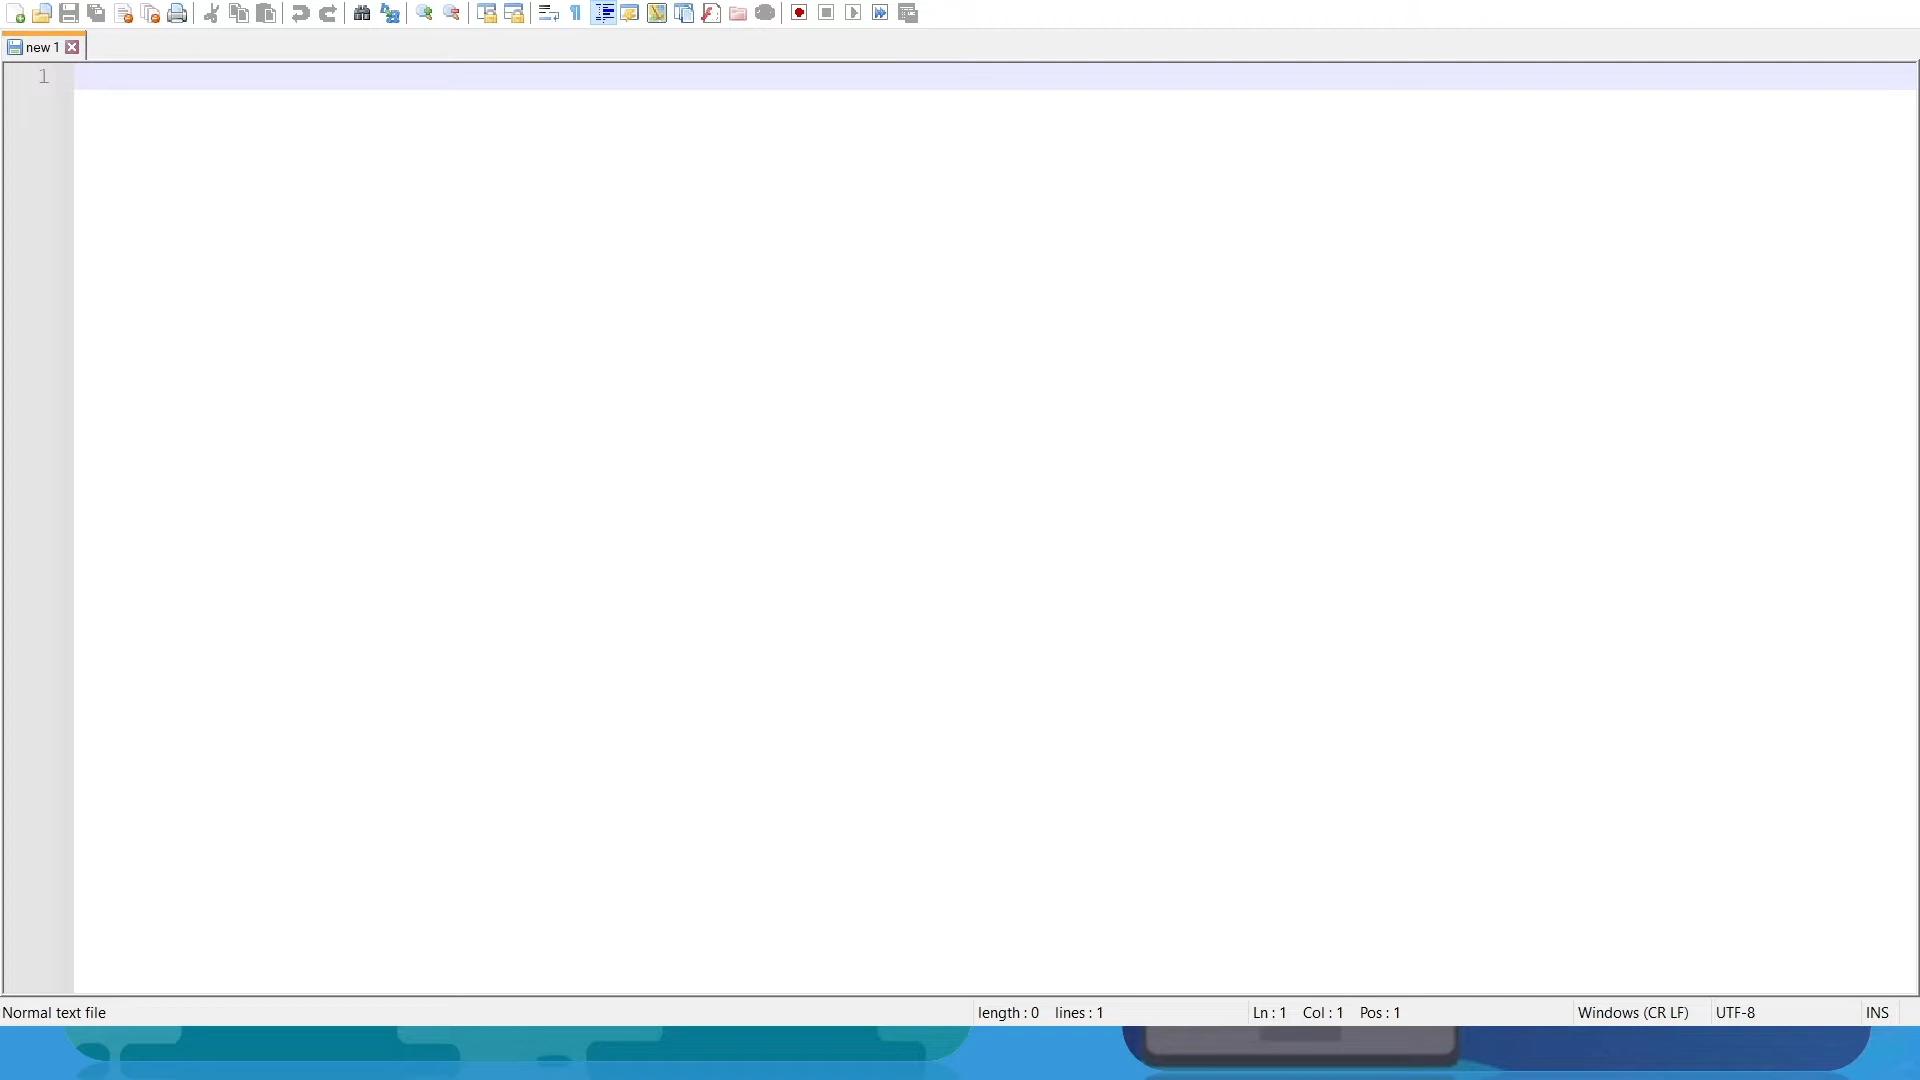 new 1
1
Normal text file length : 0 lines : 1 Ln : 1 Col : 1 Pos : 1 Windows (CR LF) UTF-8 INS